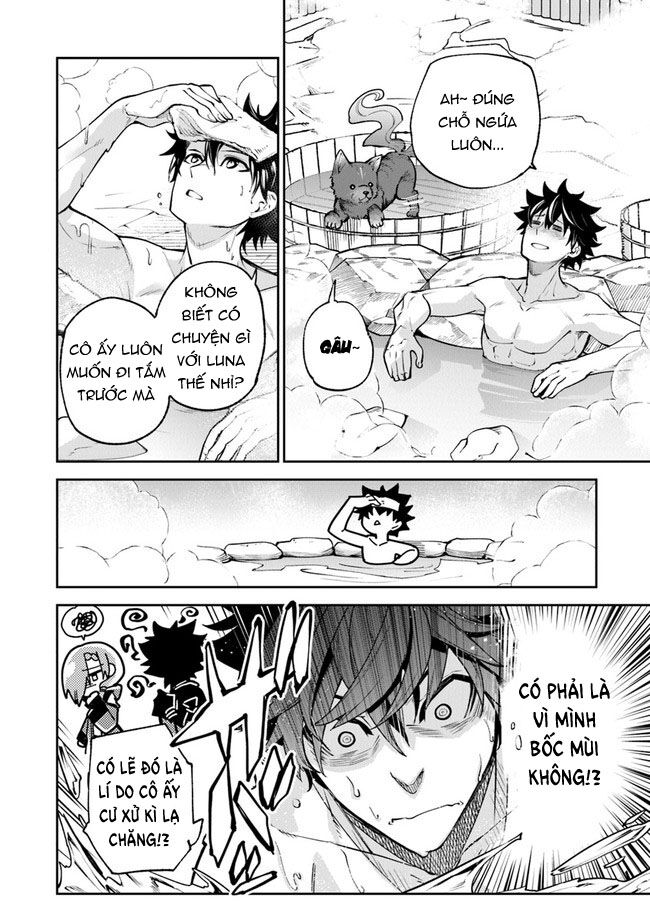 AH~ ĐÚNG
CHỖ NGỨA
LUÔN...
GÂU~
KHÔNG
BIẾT CÓ
CHUYỆN GÌ
VỚI LUNA
THẾ NHỈ?
CÔ ẤY LUÔN
MUỐN ĐI TẮM
TRƯỚC MÀ
CÓ PHẢI LÀ
VÌ MÌNH
BỐC MÙI
KHÔNG!?
CÓ LẼ ĐÓ LÀ
LÍ DO CÔ ẤY
CƯ XỬ KÌ LẠ
CHĂNG!?